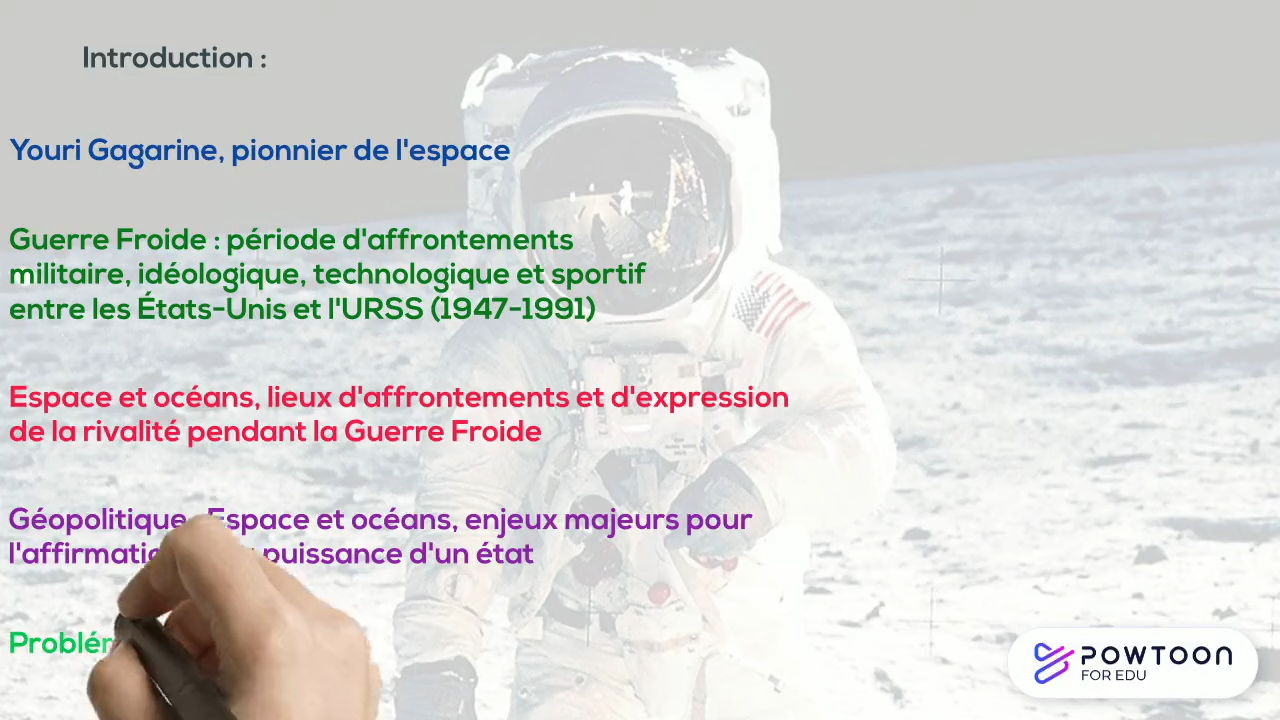 Introduction :
Youri Gagarine, pionnier de l'espace
Guerre Froide : période d'affrontements
militaire, idéologique, technologique et sportif
entre les États-Unis et l'URSS (1947-1991)
Espace et océans, lieux d'affrontements et d'expression
de la rivalité pendant la Guerre Froide
Géopolitique Espace et océans, enjeux majeurs pour
puissance d'un état
POWTOON
FOR EDU